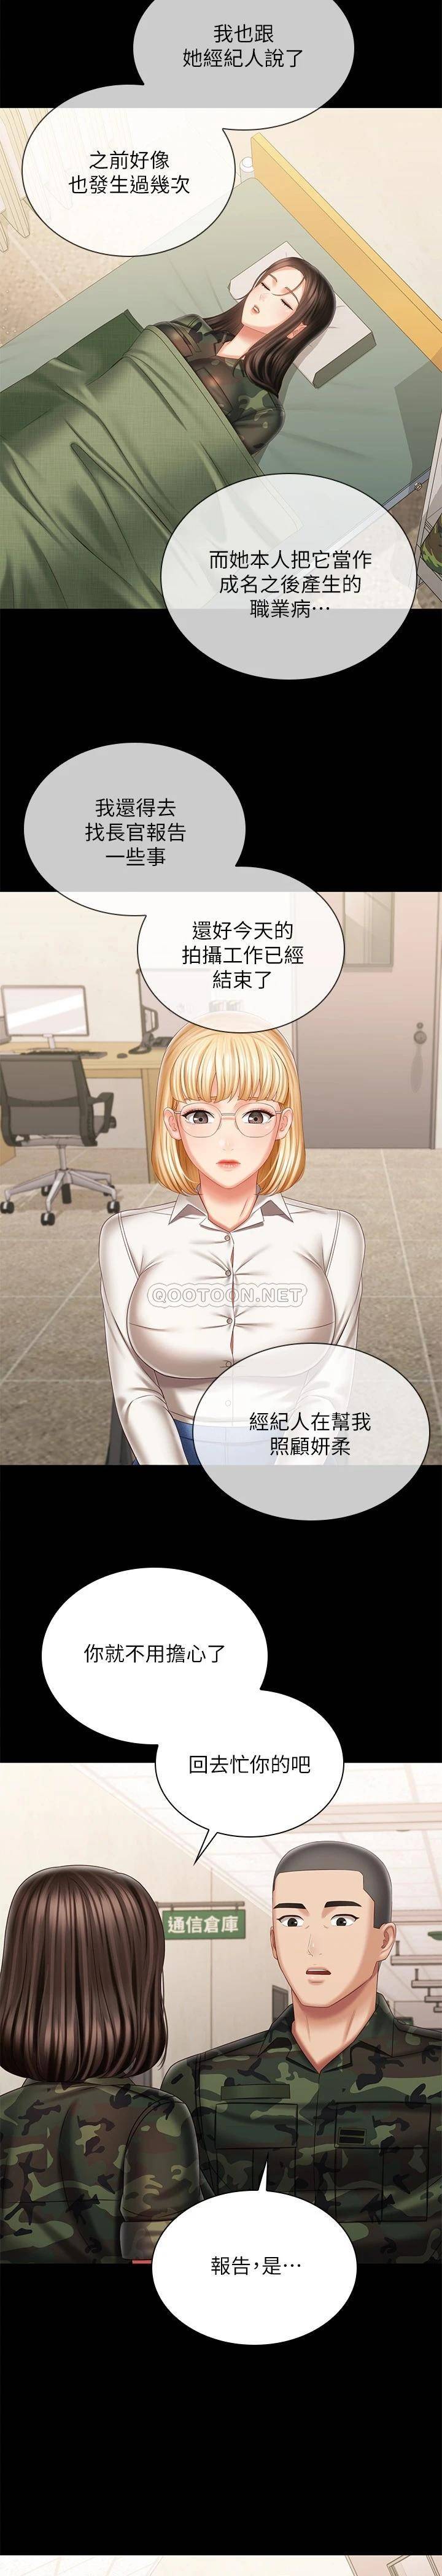 我也跟
她經紀人說了
之前好像
也發生過幾次
而她本人把它當作
成名之後產生的
職業病⋯
我還得去
找長官報告
一些事
還好今天的
拍攝工作已經
結束了
QOOTOON.NET
經紀人在幫我
照顧妍柔
你就不用擔心了
回去忙你的吧
通信倉庫
報告，是⋯